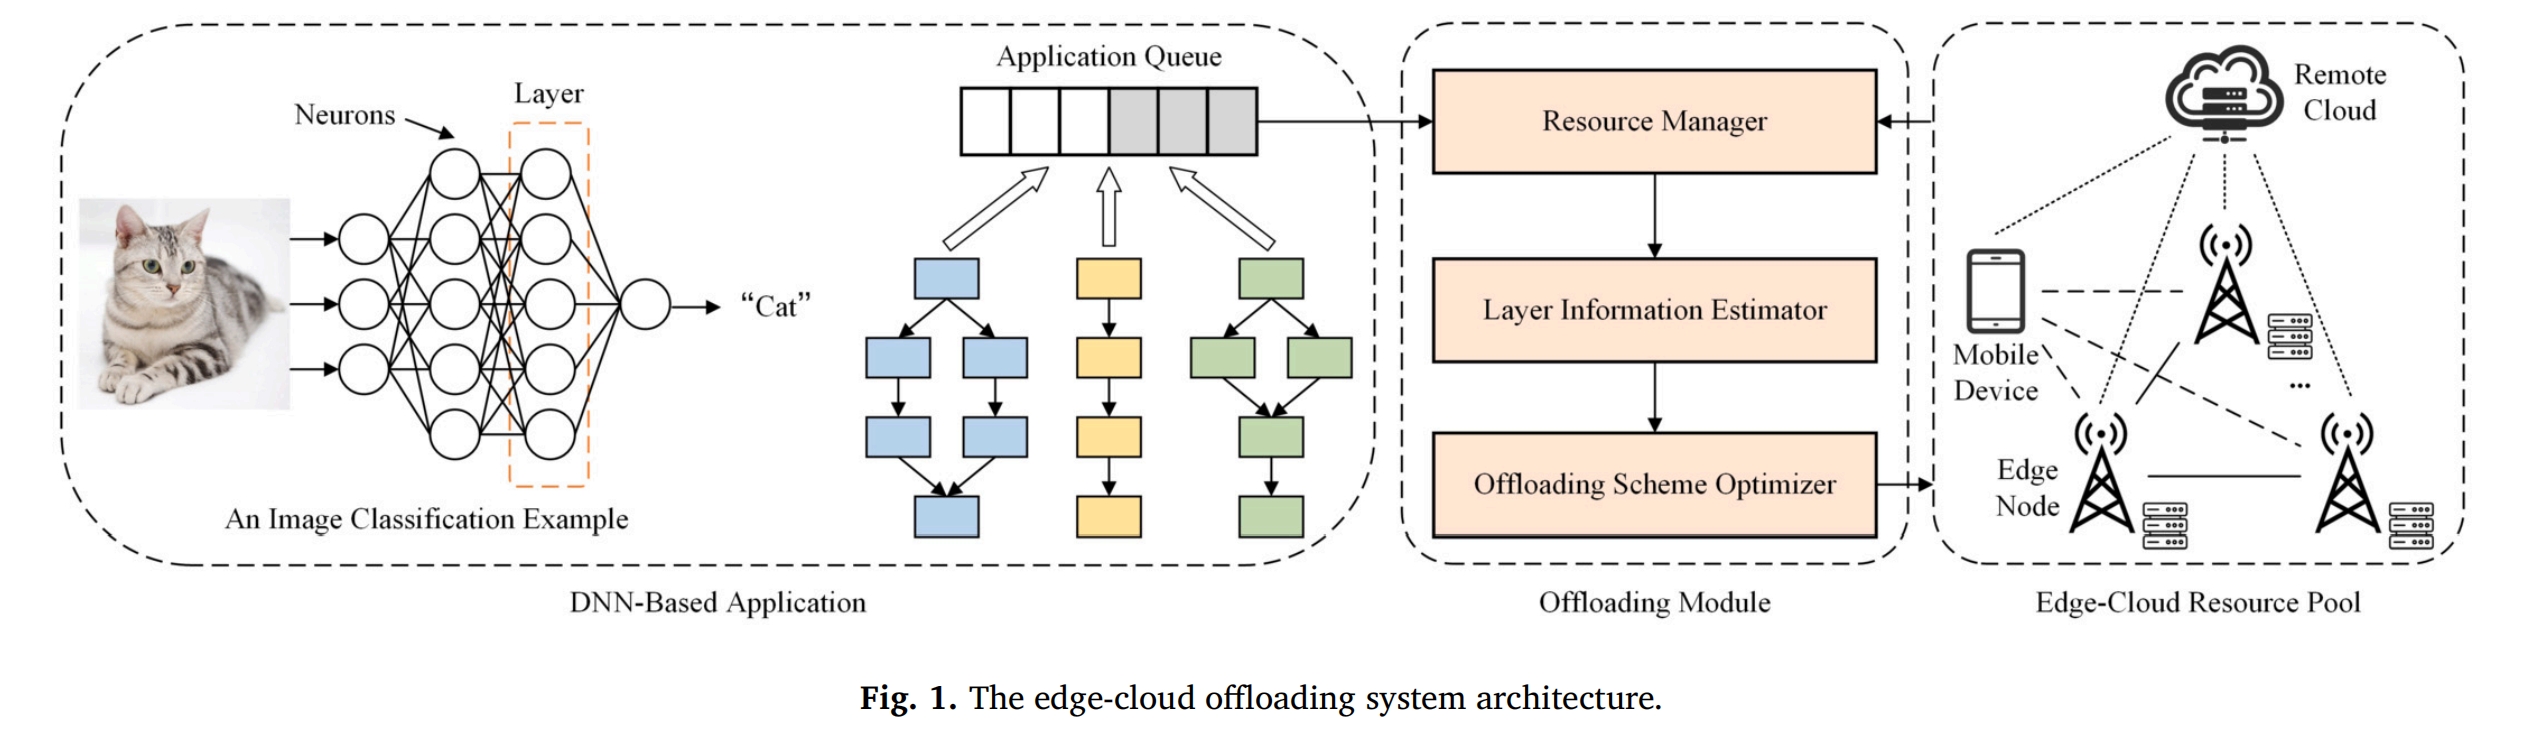 Application Queue
Layer
Neurons
“Cat”
An Image Classification Example
DNN-Based Application
Resource Manager
Layer Information Estimator
Offloading Scheme Optimizer
Offloading Module
Remote
Cloud
Mobile
Device
...
Edge
Node
Edge-Cloud Resource Pool
Fig. 1. The edge-cloud offloading system architecture.